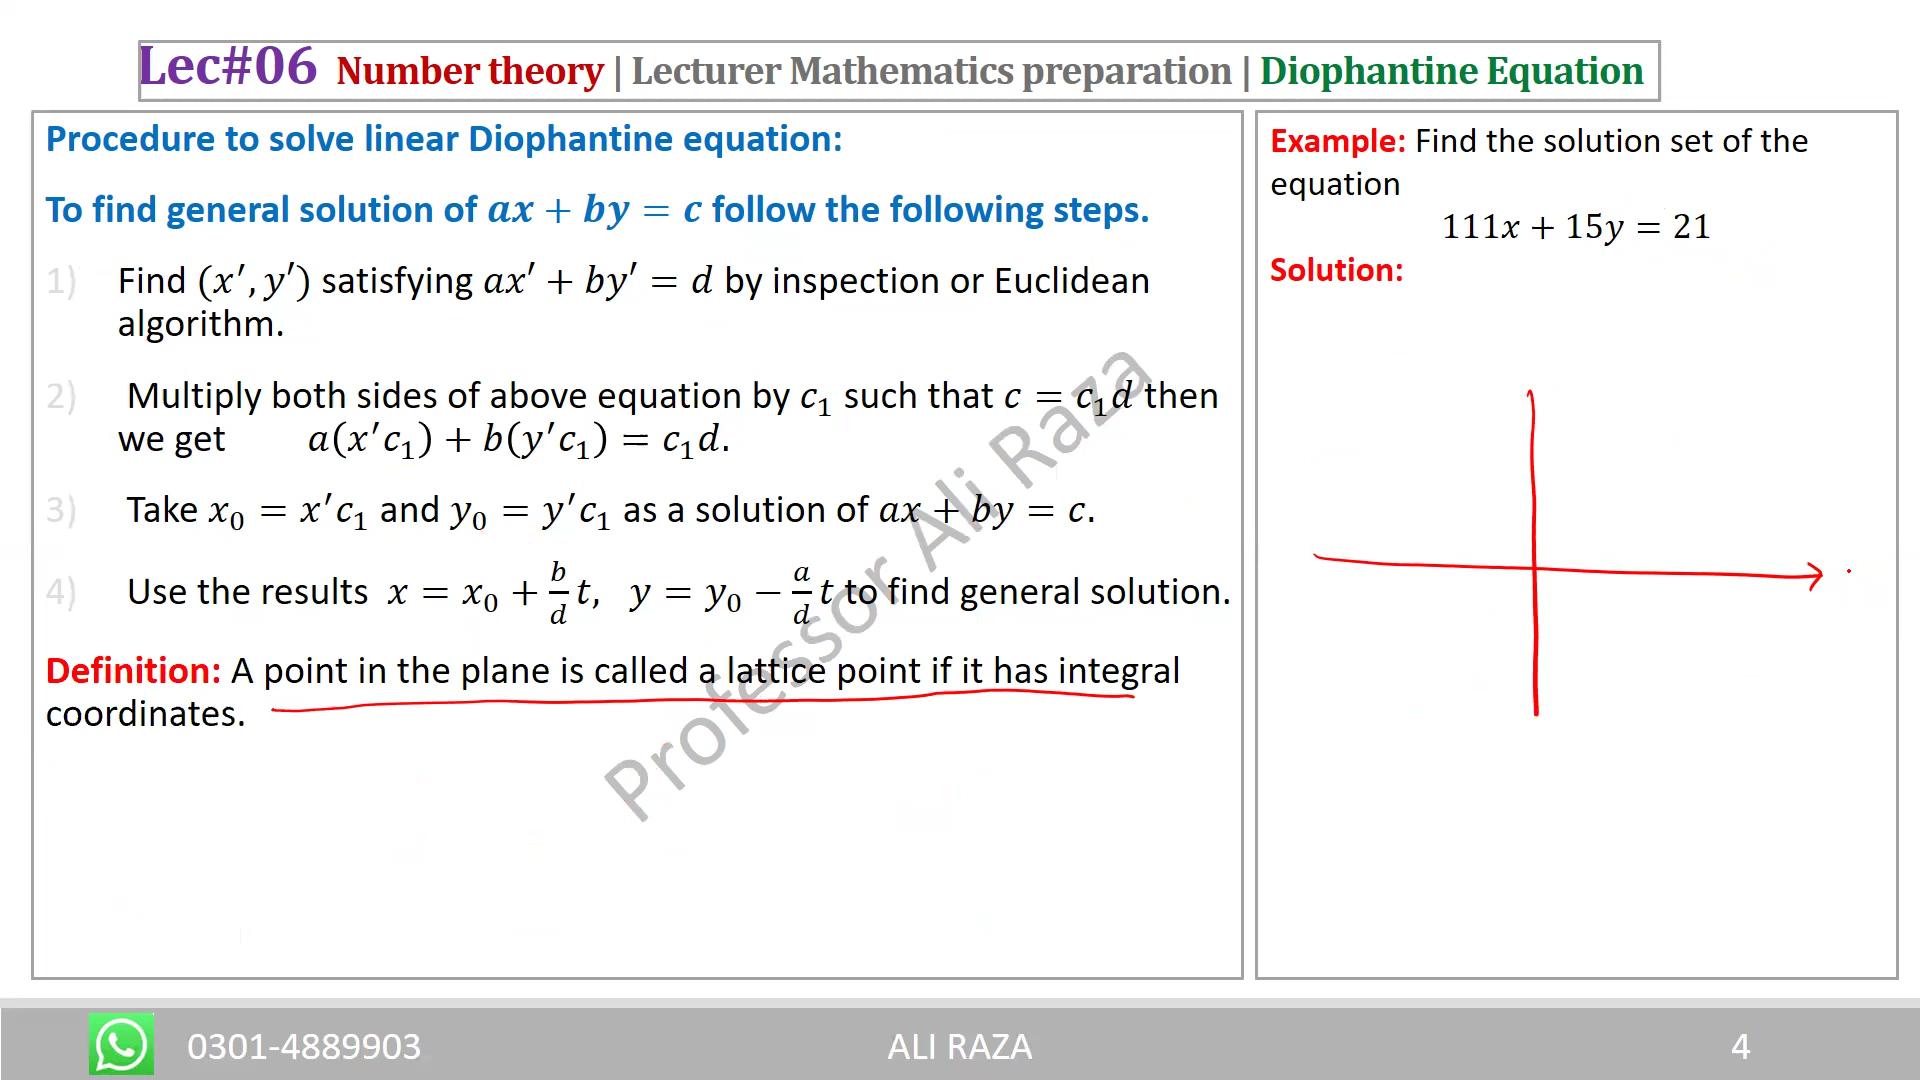 Lec#06 Number theory | Lecturer Mathematics preparation | Diophantine Equation
Procedure to solve linear Diophantine equation:
To find general solution of ax + by = c follow the following steps.
1) Find (x′, y′) satisfying ax′ + by′ = d by inspection or Euclidean
algorithm.
2) Multiply both sides of above equation by c₁ such that c = c₁d then
we get a(x′c₁) + b(y′c₁) = c₁d.
3) Take x₀ = x′c₁ and y₀ = y′c₁ as a solution of ax + by = c.
4) Use the results x = x₀ + b/d t, y = y₀ − a/d t to find general solution.
Definition: A point in the plane is called a lattice point if it has integral
coordinates.
Professor Ali Raza
Example: Find the solution set of the
equation
111x + 15y = 21
Solution:
0301-4889903
ALI RAZA
4